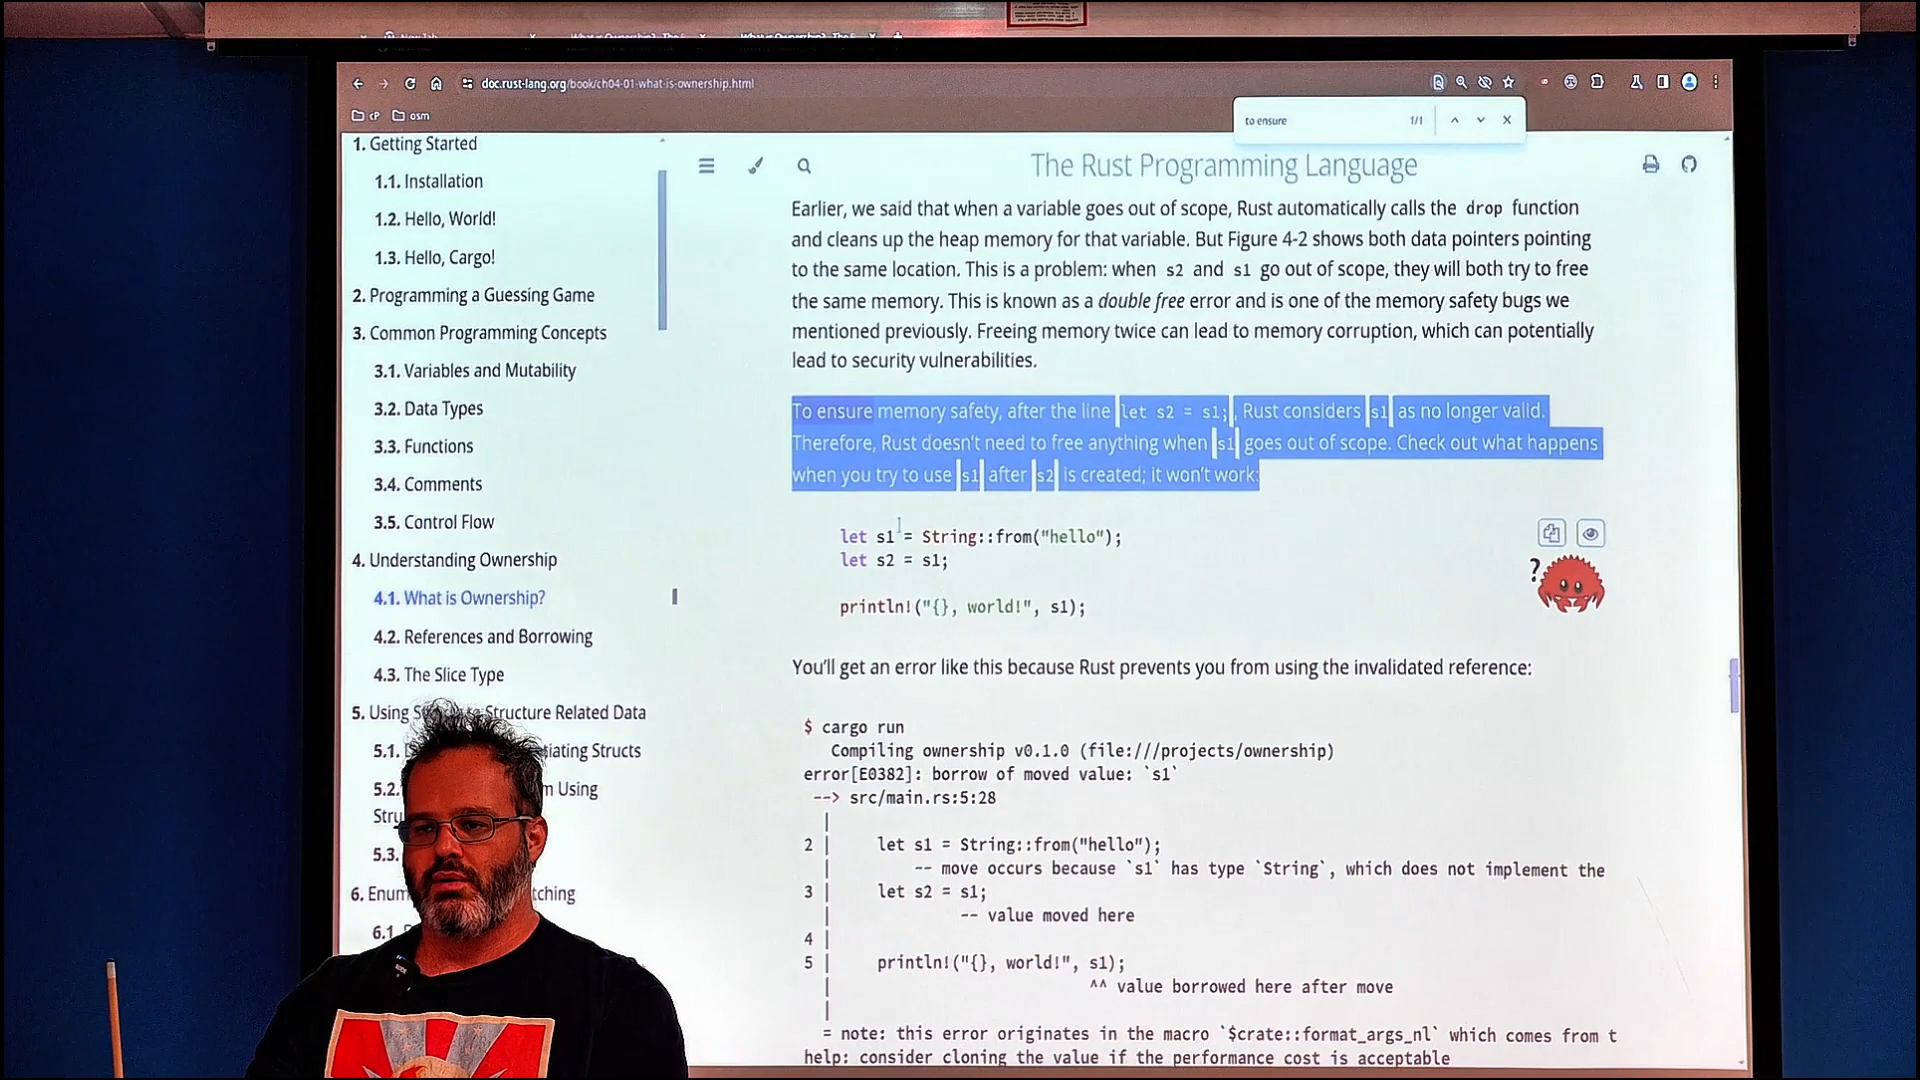 New Tab
What is Ownership? - The
What is Ownership? - The
doc.rust-lang.org/book/ch04-01-what-is-ownership.html
cP
osm
to ensure
1/1
1. Getting Started
1.1. Installation
1.2. Hello, World!
1.3. Hello, Cargo!
2. Programming a Guessing Game
3. Common Programming Concepts
3.1. Variables and Mutability
3.2. Data Types
3.3. Functions
3.4. Comments
3.5. Control Flow
4. Understanding Ownership
4.1. What is Ownership?
4.2. References and Borrowing
4.3. The Slice Type
5. Using Structure Related Data
5.1. iating Structs
5.2. m Using
Stru
5.3.
6. Enum tching
6.1.
The Rust Programming Language
Earlier, we said that when a variable goes out of scope, Rust automatically calls the drop function
and cleans up the heap memory for that variable. But Figure 4-2 shows both data pointers pointing
to the same location. This is a problem: when s2 and s1 go out of scope, they will both try to free
the same memory. This is known as a double free error and is one of the memory safety bugs we
mentioned previously. Freeing memory twice can lead to memory corruption, which can potentially
lead to security vulnerabilities.
To ensure memory safety, after the line let s2 = s1; , Rust considers s1 as no longer valid.
Therefore, Rust doesn't need to free anything when s1 goes out of scope. Check out what happens
when you try to use s1 after s2 is created; it won't work:
let s1 = String::from("hello");
let s2 = s1;
println!("{}, world!", s1);
?
You'll get an error like this because Rust prevents you from using the invalidated reference:
$ cargo run
Compiling ownership v0.1.0 (file:///projects/ownership)
error[E0382]: borrow of moved value: `s1`
--> src/main.rs:5:28
|
2 | let s1 = String::from("hello");
| -- move occurs because `s1` has type `String`, which does not implement the
3 | let s2 = s1;
| -- value moved here
4 |
5 | println!("{}, world!", s1);
| ^^ value borrowed here after move
|
= note: this error originates in the macro `$crate::format_args_nl` which comes from t
help: consider cloning the value if the performance cost is acceptable